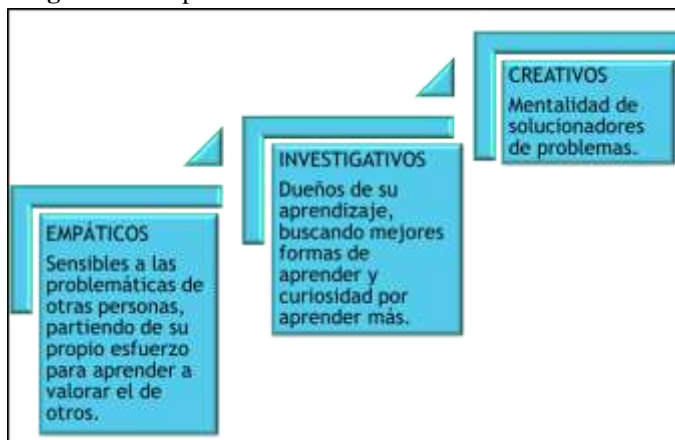 EMPÁTICOS
Sensibles a las
problemáticas de
otras personas,
partiendo de su
propio esfuerzo
para aprender a
valorar el de
otros.
INVESTIGATIVOS
Dueños de su
aprendizaje,
buscando mejores
formas de
aprender y
curiosidad por
aprender más.
CREATIVOS
Mentalidad de
solucionadores
de problemas.